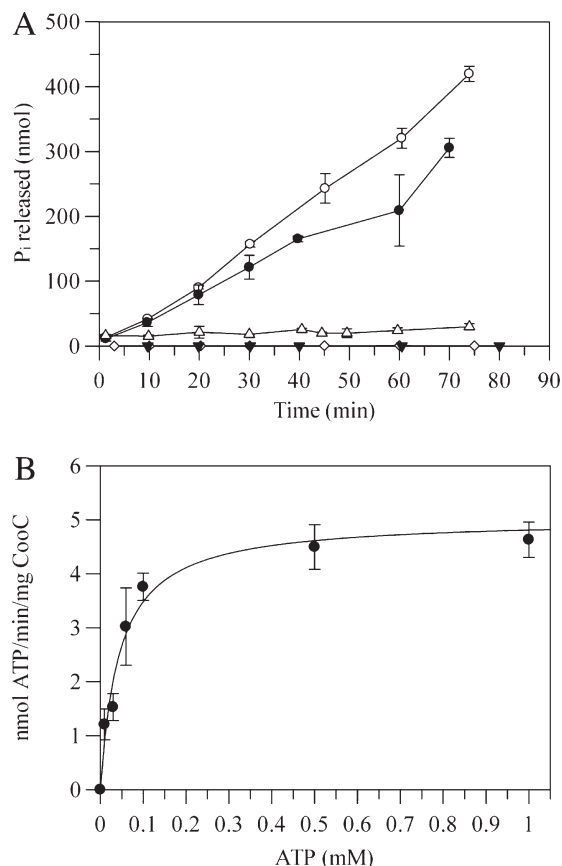 A
500
400
300
200
100
0
Pi released (nmol)
0 10 20 30 40 50 60 70 80 90
Time (min)
B
6
5
4
3
2
1
0
nmol ATP/min/mg CooC
0 0.1 0.2 0.3 0.4 0.5 0.6 0.7 0.8 0.9 1
ATP (mM)